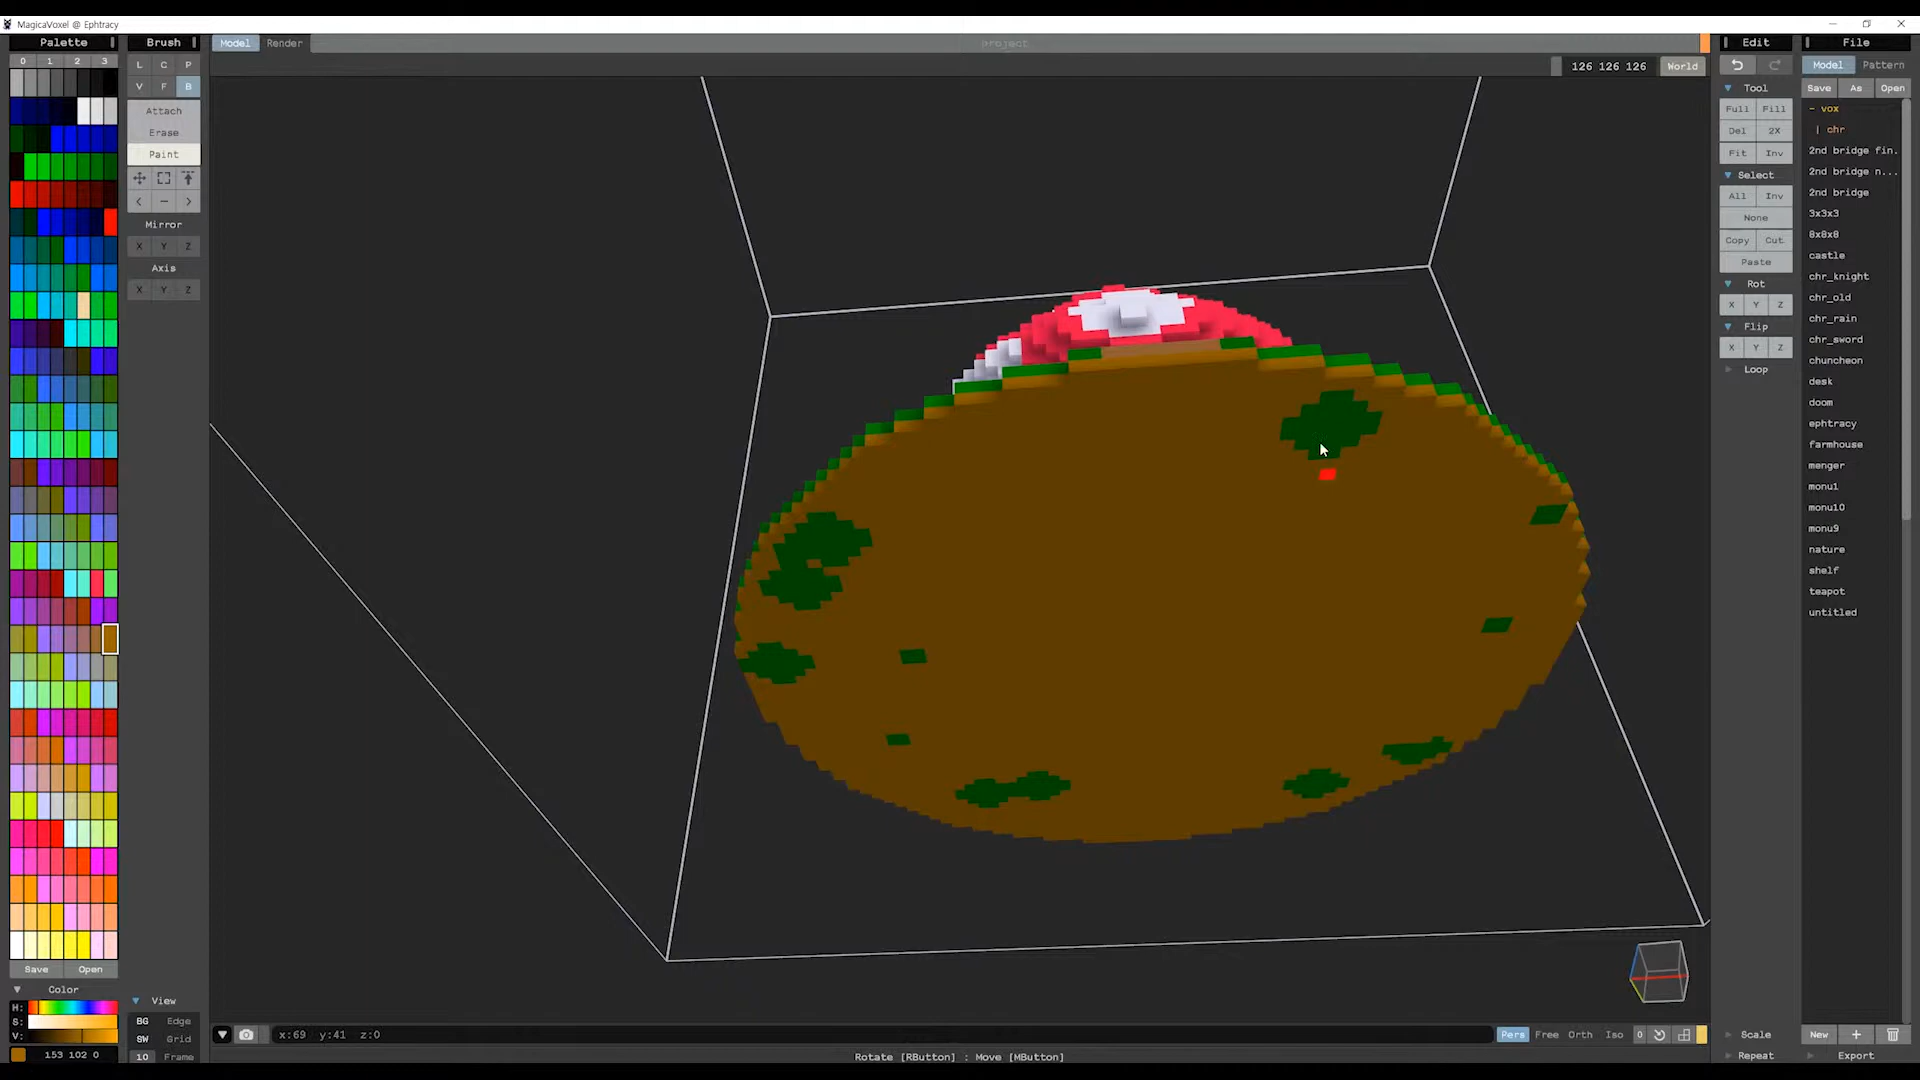 MagicaVoxel @ Ephtracy
Palette
Brush
Model Render
project
Edit
File
0 1 2 3
L C P
V F B
Attach
Erase
Paint
< − >
Mirror
X Y Z
Axis
X Y Z
126 126 126 World
Tool
Full Fill
Del 2X
Fit Inv
Select
All Inv
None
Copy Cut
Paste
Rot
X Y Z
Flip
X Y Z
Loop
Model Pattern
Save As Open
- vox
| chr
2nd bridge fin.
2nd bridge n...
2nd bridge
3x3x3
8x8x8
castle
chr_knight
chr_old
chr_rain
chr_sword
chuncheon
desk
doom
ephtracy
farmhouse
menger
monu1
monu10
monu9
nature
shelf
teapot
untitled
Save Open
Color
H:
S:
V:
153 102 0
View
BG Edge
SW Grid
10 Frame
x:69 y:41 z:0
Pers Free Orth Iso 0
Rotate [RButton] : Move [MButton]
Scale
Repeat
New +
Export